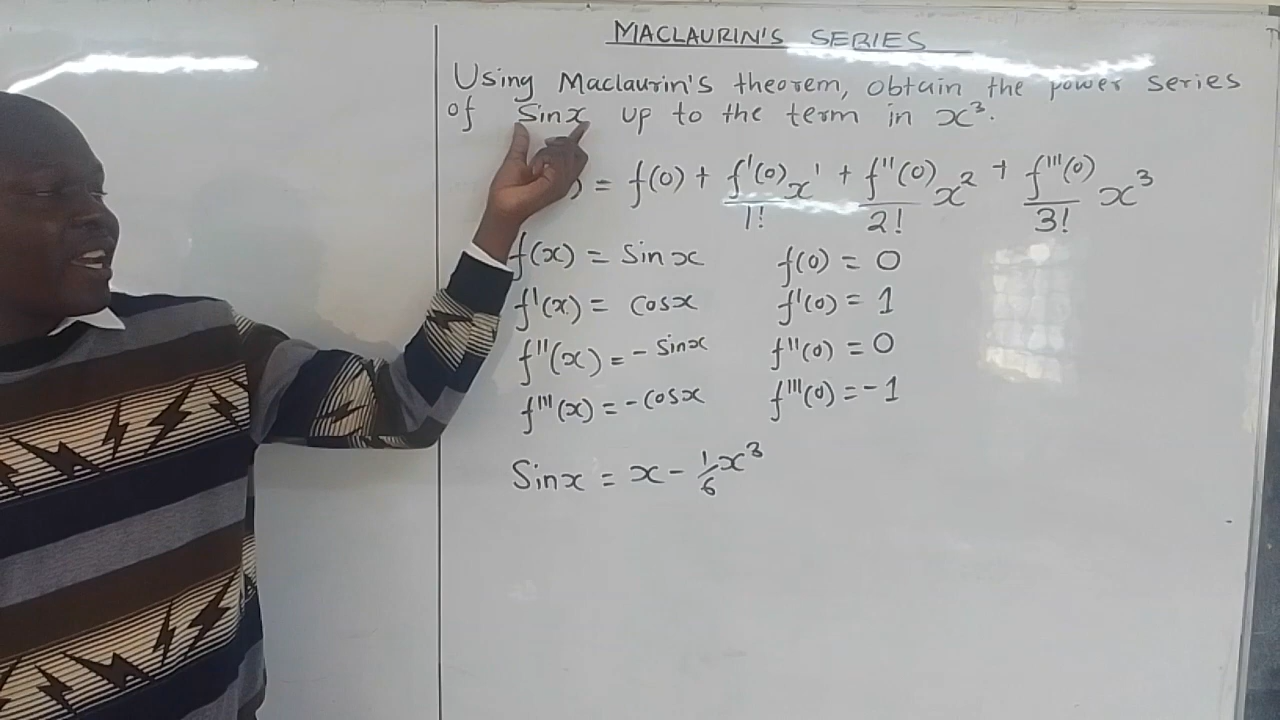 MACLAURIN'S SERIES
Using Maclaurin's theorem, obtain the power series
of Sinx up to the term in x³.
) = f(0) + f'(0)/1! x¹ + f''(0)/2! x² + f'''(0)/3! x³
f(x) = Sinx f(0) = 0
f'(x) = cosx f'(0) = 1
f''(x) = - Sinx f''(0) = 0
f'''(x) = - cosx f'''(0) = - 1
Sinx = x - 1/6 x³